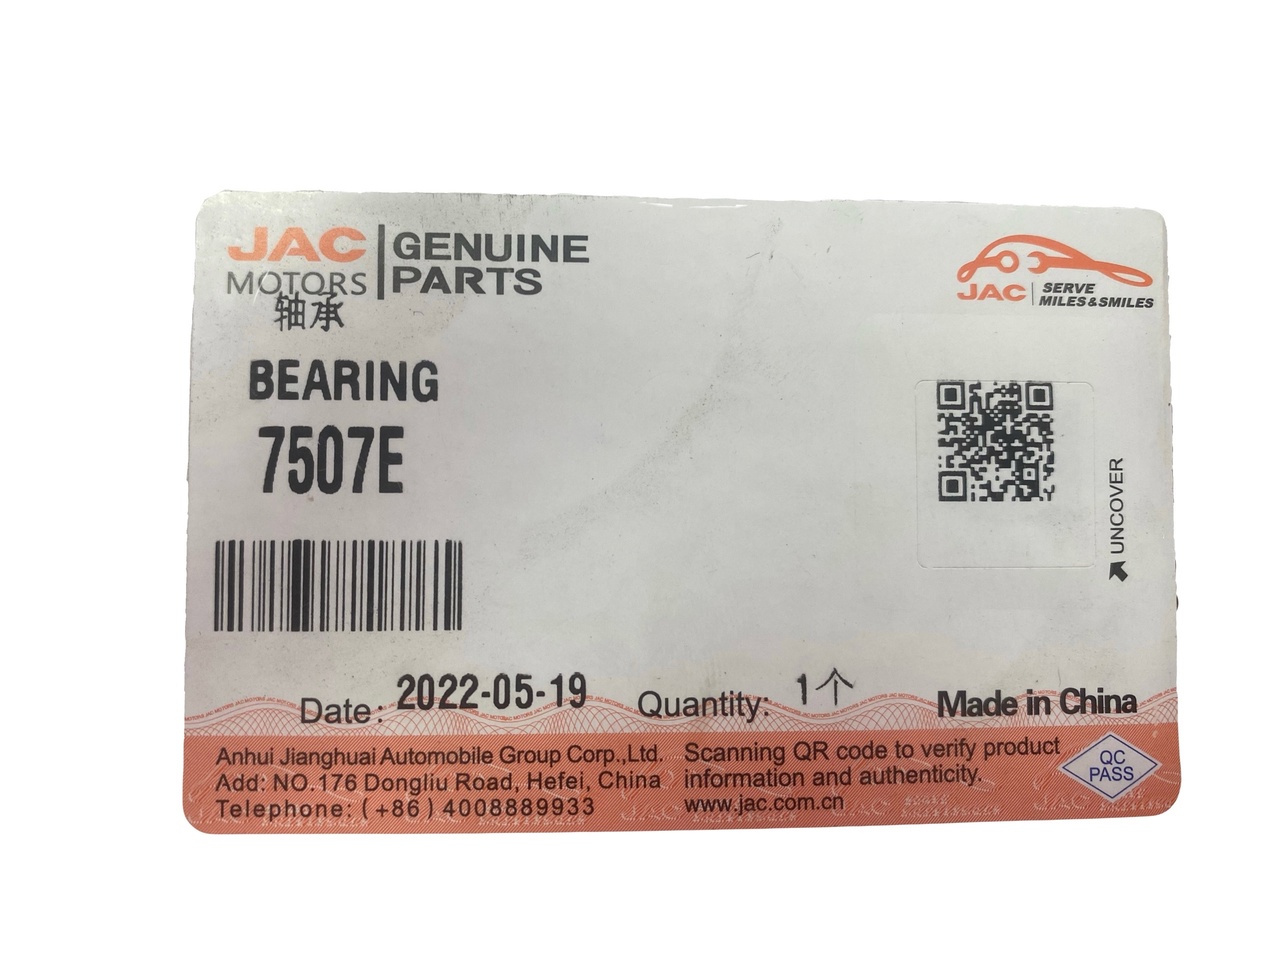 JAC MOTORS | GENUINE PARTS
轴承
BEARING
7507E
JAC | SERVE MILES&SMILES
UNCOVER
Date: 2022-05-19
Quantity: 1个
Made in China
Anhui Jianghuai Automobile Group Corp.,Ltd.
Add: NO.176 Dongliu Road, Hefei, China
Telephone: (+86) 4008889933
Scanning QR code to verify product
information and authenticity.
www.jac.com.cn
QC
PASS